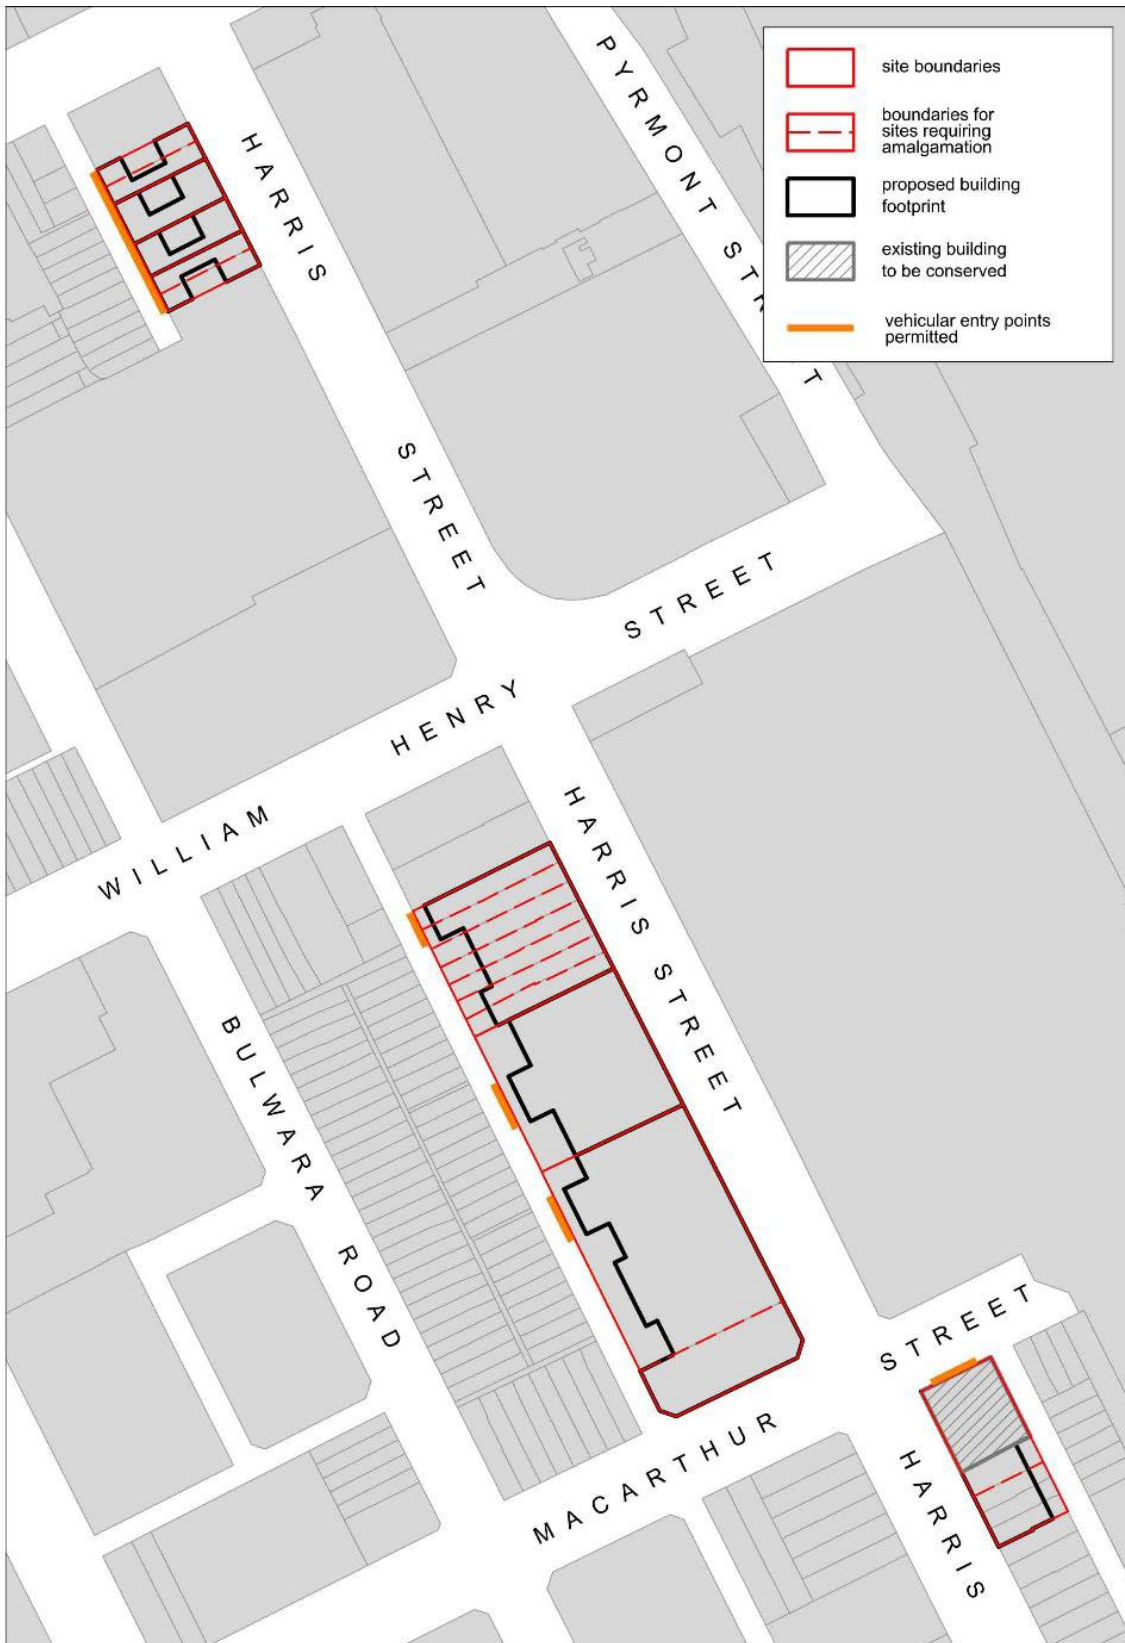 PYRMONT STREET
site boundaries
boundaries for
sites requiring
amalgamation
proposed building
footprint
existing building
to be conserved
vehicular entry points
permitted
HARRIS STREET
WILLIAM HENRY STREET
HARRIS STREET
BULWARA ROAD
MACARTHUR STREET
HARRIS